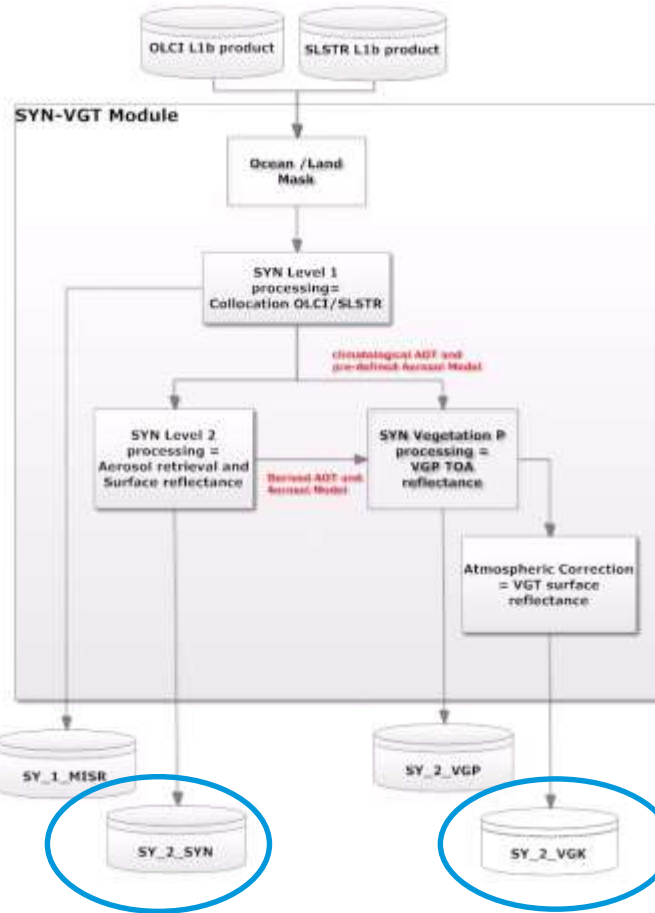 OLCI L1b product
SLSTR L1b product
SYN-VGT Module
Ocean /Land
Mask
SYN Level 1
processing=
Collocation OLCI/SLSTR
climatological AOT and
pre-defined Aerosol Model
SYN Level 2
processing =
Aerosol retrieval and
Surface reflectance
SYN Vegetation P
processing =
VGP TOA
reflectance
Derived AOT and
Aerosol Model
Atmospheric Correction
= VGT surface
reflectance
SY_1_MISR
SY_2_VGP
SY_2_SYN
SY_2_VGK